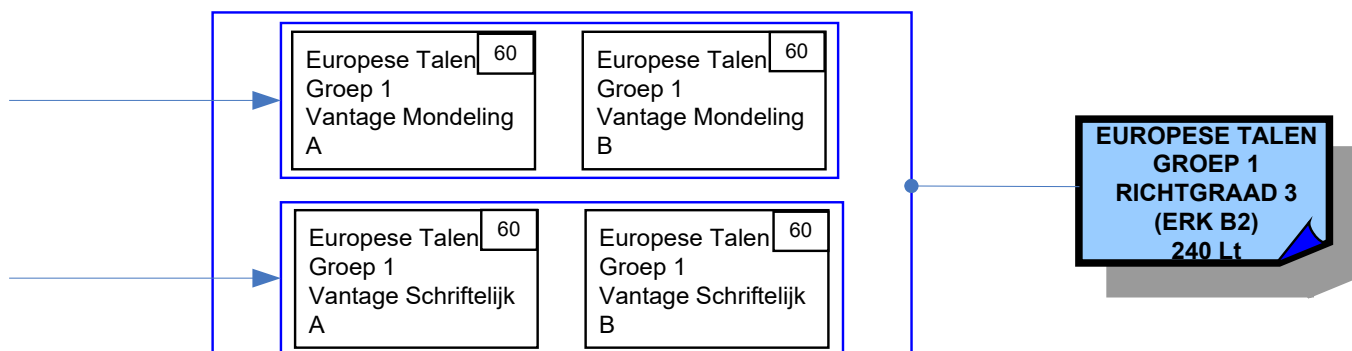 Europese Talen 60
Groep 1
Vantage Mondeling
A
Europese Talen 60
Groep 1
Vantage Mondeling
B
Europese Talen 60
Groep 1
Vantage Schriftelijk
A
Europese Talen 60
Groep 1
Vantage Schriftelijk
B
EUROPESE TALEN
GROEP 1
RICHTGRAAD 3
(ERK B2)
240 Lt